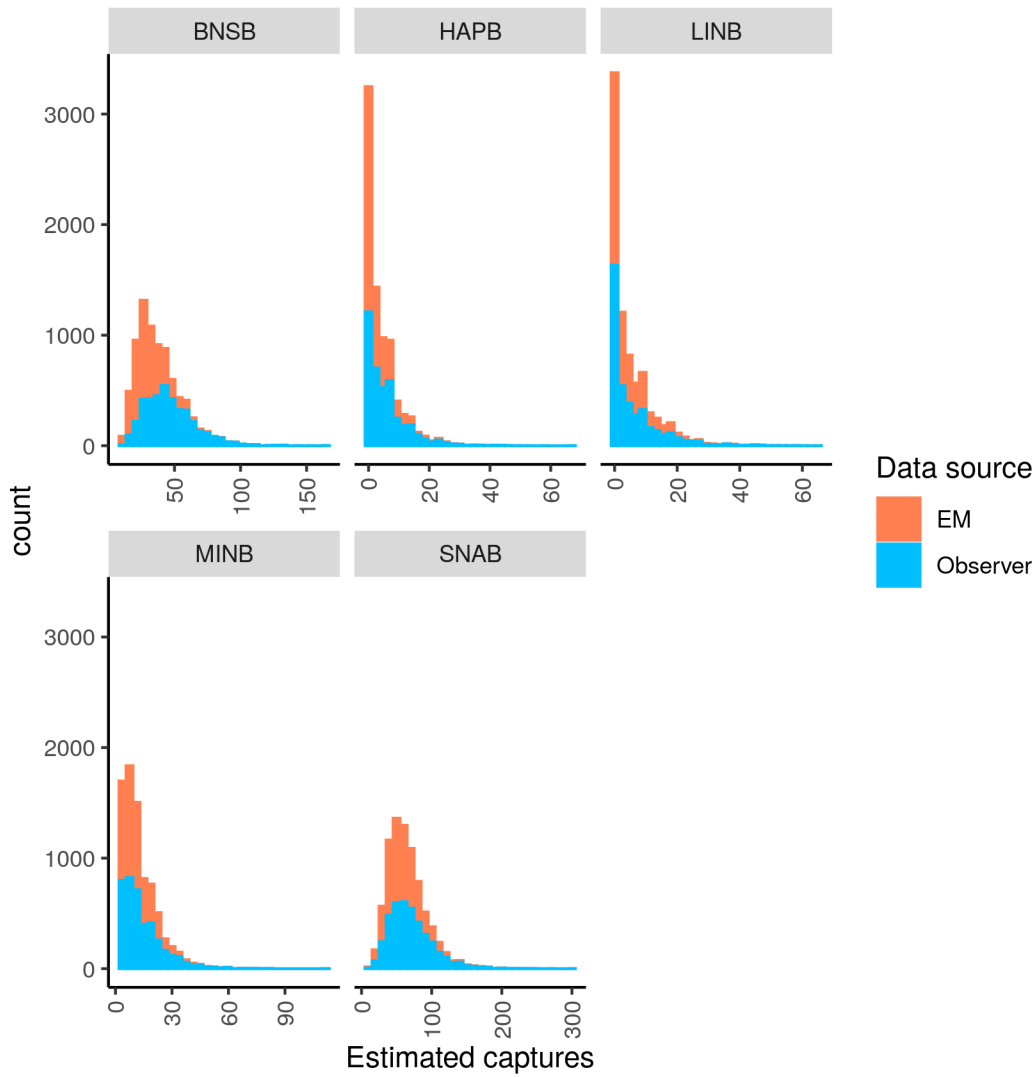 BNSB HAPB LINB
3000
2000
1000
0
50 100 150 0 20 40 60 0 20 40 60
count
Data source
EM
Observer
MINB SNAB
3000
2000
1000
0
0 30 60 90 0 100 200 300
Estimated captures